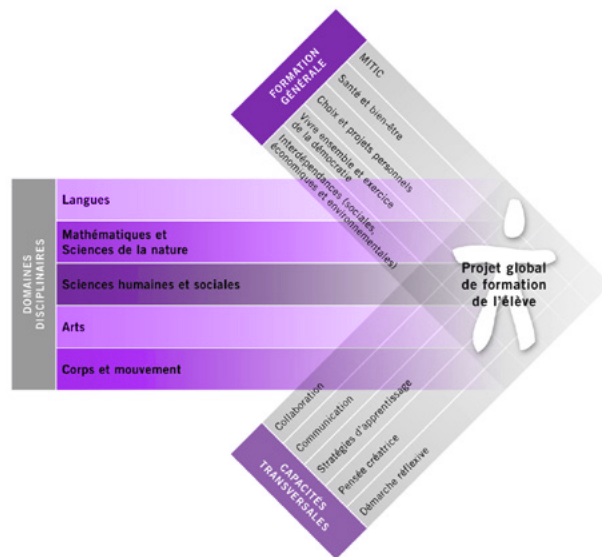 FORMATION
GÉNÉRALE
MITIC
Santé et bien-être
Choix et projets personnels
Vivre ensemble et exercice
de la démocratie
Interdépendances (sociales,
économiques et environnementales)
DOMAINES
DISCIPLINAIRES
Langues
Mathématiques et
Sciences de la nature
Sciences humaines et sociales
Arts
Corps et mouvement
Projet global
de formation
de l'élève
Collaboration
Communication
Stratégies d'apprentissage
Pensée créatrice
Démarche réflexive
CAPACITÉS
TRANSVERSALES